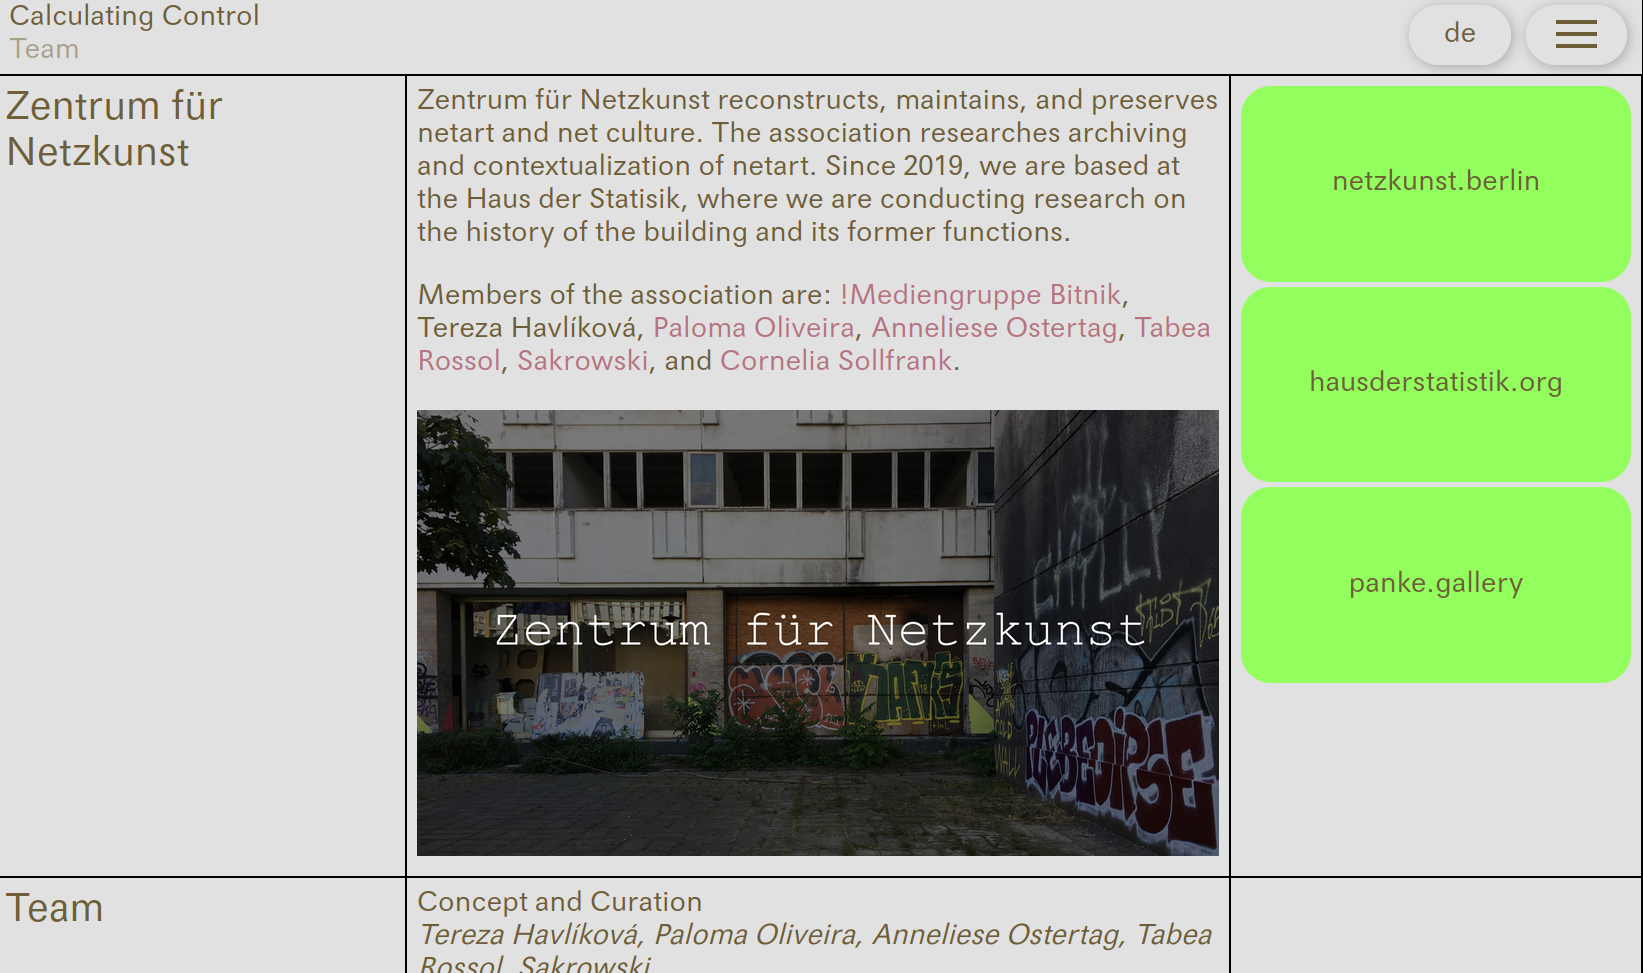 Calculating Control
Team
de
Zentrum für
Netzkunst
Zentrum für Netzkunst reconstructs, maintains, and preserves
netart and net culture. The association researches archiving
and contextualization of netart. Since 2019, we are based at
the Haus der Statisik, where we are conducting research on
the history of the building and its former functions.
Members of the association are: !Mediengruppe Bitnik,
Tereza Havlíková, Paloma Oliveira, Anneliese Ostertag, Tabea
Rossol, Sakrowski, and Cornelia Sollfrank.
Zentrum für Netzkunst
netzkunst.berlin
hausderstatistik.org
panke.gallery
Team
Concept and Curation
Tereza Havlíková, Paloma Oliveira, Anneliese Ostertag, Tabea
Rossol, Sakrowski